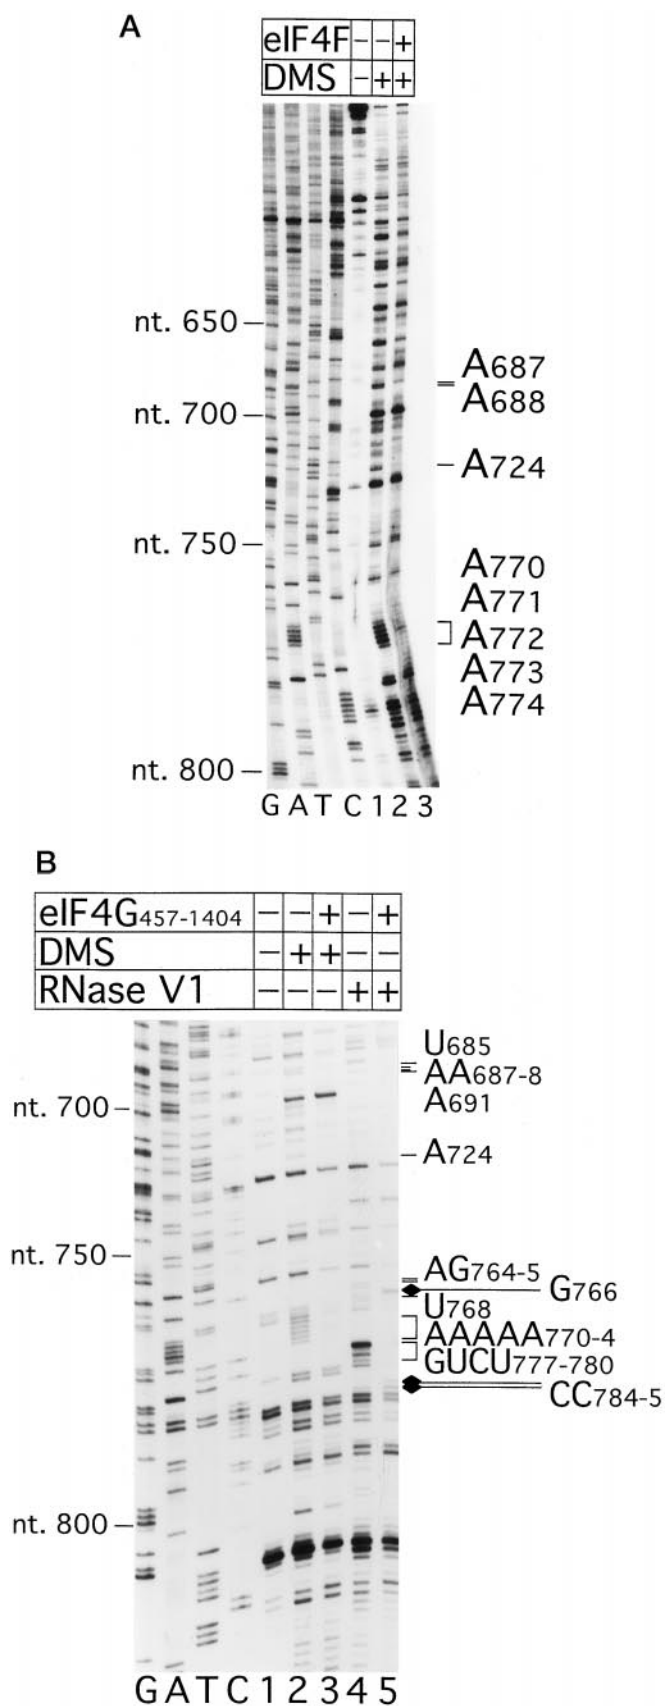 A
eIF4F - - +
DMS - + +
nt. 650
A687
A688
nt. 700
A724
nt. 750
A770
A771
A772
A773
A774
nt. 800
G A T C 1 2 3
B
eIF4G457-1404 - - + - +
DMS - + + - -
RNase V1 - - - + +
U685
AA687-8
nt. 700
A691
A724
nt. 750
AG764-5
G766
U768
AAAAA770-4
GUCU777-780
CC784-5
nt. 800
G A T C 1 2 3 4 5